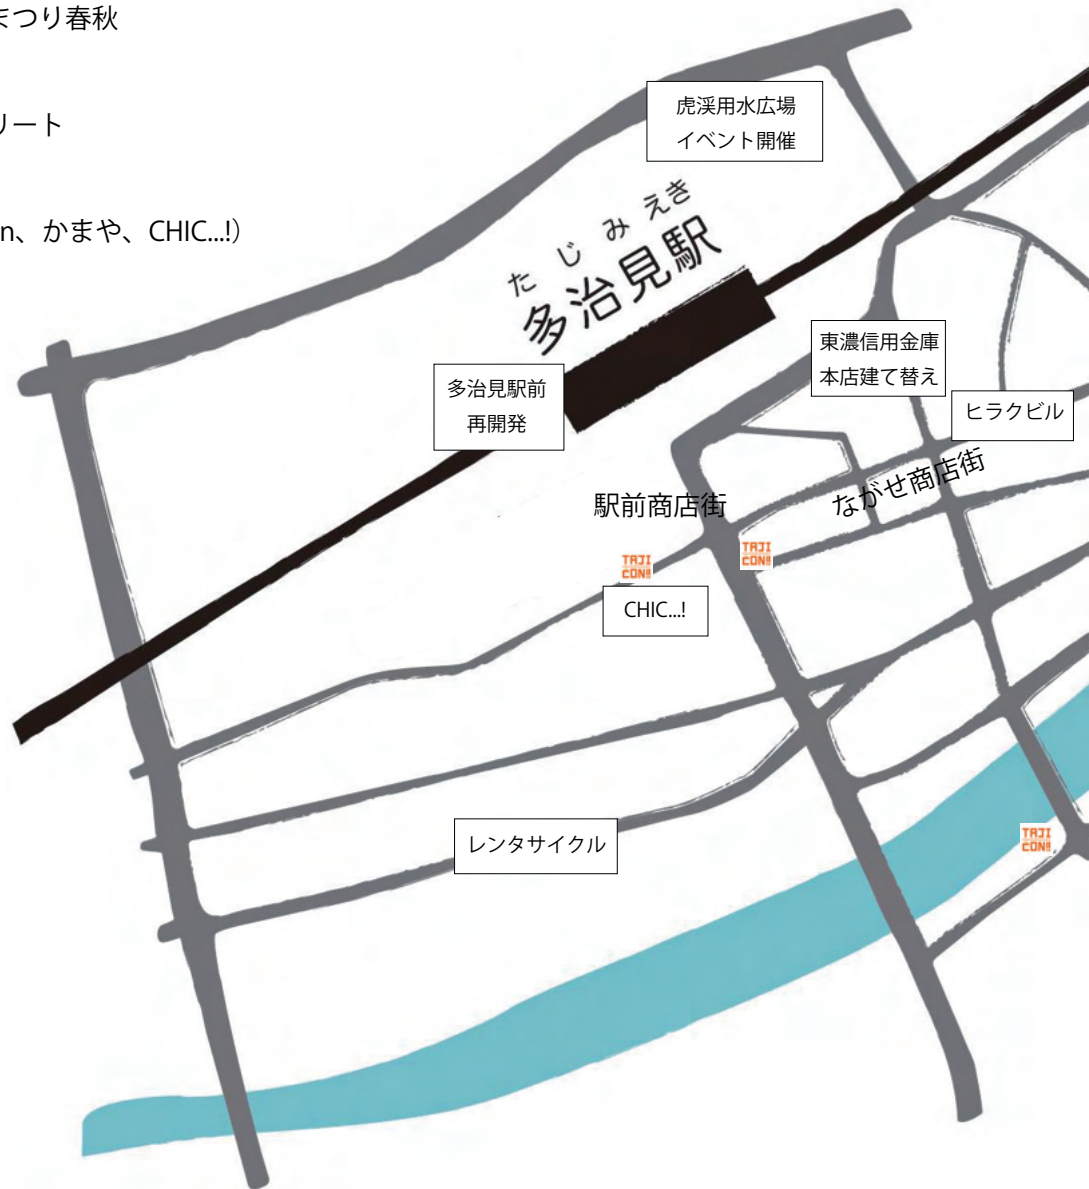 まつり春秋
リート
n、かまや、CHIC...!）
虎渓用水広場
イベント開催
たじみえき
多治見駅
東濃信用金庫
本店建て替え
多治見駅前
再開発
ヒラクビル
ながせ商店街
駅前商店街
TAJI
CON!!
TAJI
CON!!
CHIC...!
レンタサイクル
TAJI
CON!!